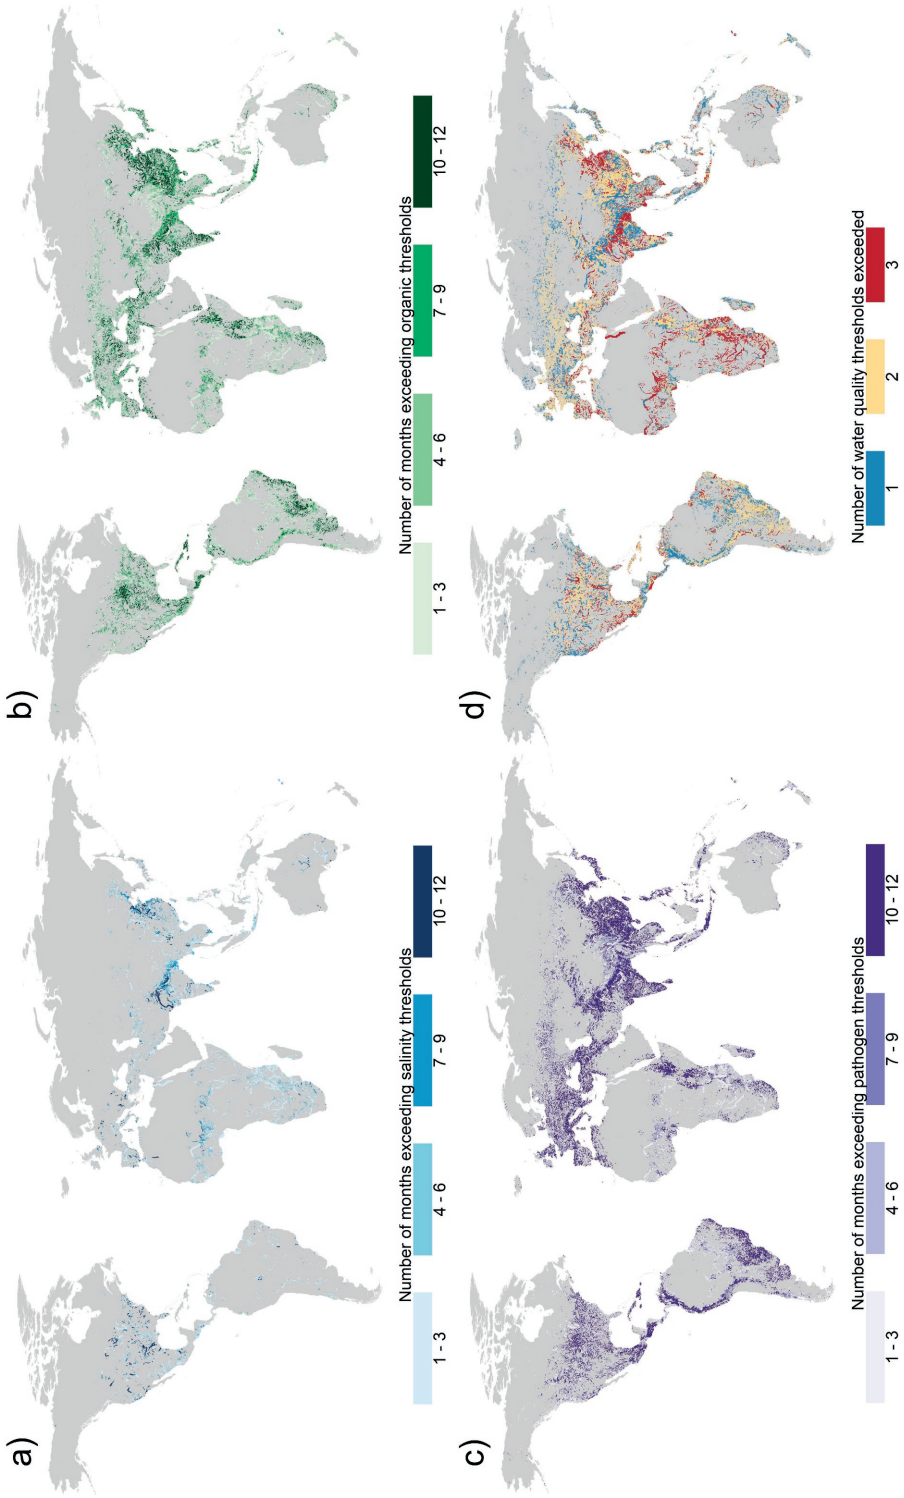 a)
Number of months exceeding salinity thresholds
1 - 3
4 - 6
7 - 9
10 - 12
b)
Number of months exceeding organic thresholds
1 - 3
4 - 6
7 - 9
10 - 12
c)
Number of months exceeding pathogen thresholds
1 - 3
4 - 6
7 - 9
10 - 12
d)
Number of water quality thresholds exceeded
1
2
3